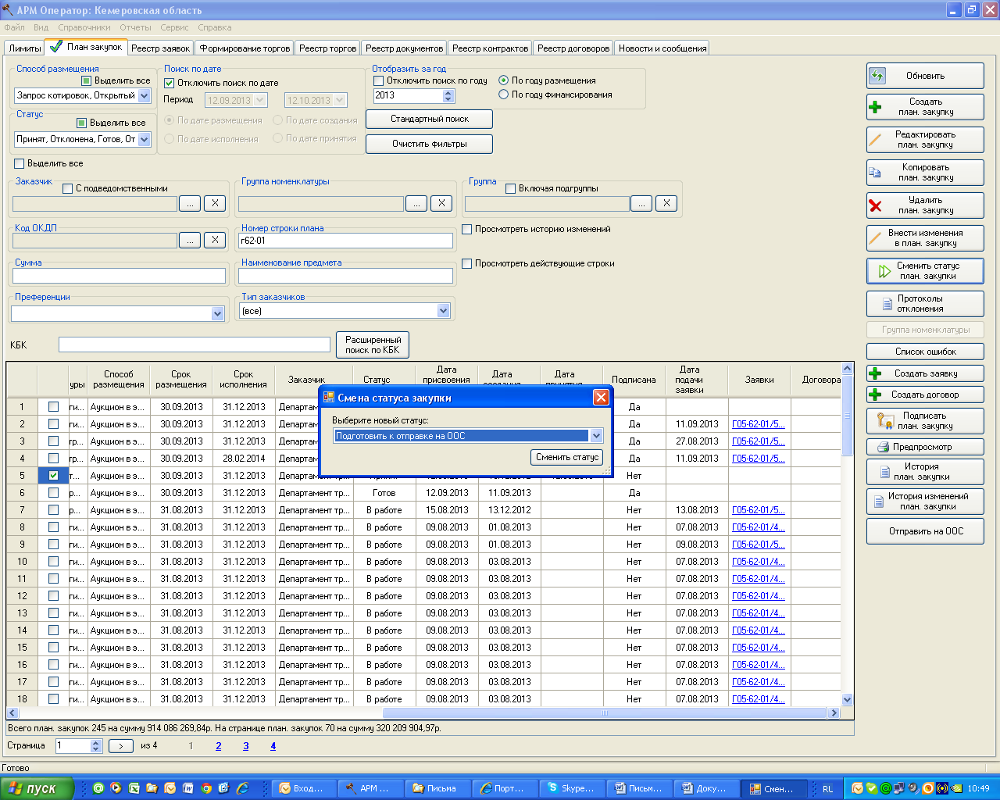 АРМ Оператор: Кемеровская область
Файл Вид Справочники Отчеты Сервис Справка
Лимиты План закупок Реестр заявок Формирование торгов Реестр торгов Реестр документов Реестр контрактов Реестр договоров Новости и сообщения
Способ размещения Поиск по дате Отобразить за год
Выделить все Отключить поиск по дате Отключить поиск по году По году размещения
Запрос котировок, Открытый Период 12.09.2013 12.10.2013 2013 По году финансирования
Статус Выделить все По дате размещения По дате создания Стандартный поиск
Принят, Отклонена, Готов, От По дате исполнения По дате принятия Очистить фильтры
Выделить все
Заказчик С подведомственными Группа номенклатуры Группа Включая подгруппы
... X ... X ... X
Код ОКДП Номер строки плана Просмотреть историю изменений
... X г62-01
Сумма Наименование предмета Просмотреть действующие строки
Преференции Тип заказчиков
(все)
КБК Расширенный поиск по КБК
Обновить
Создать план. закупку
Редактировать план. закупку
Копировать план. закупку
Удалить план. закупку
Внести изменения в план. закупку
Сменить статус план. закупки
Протоколы отклонения
Группа номенклатуры
Список ошибок
Создать заявку
Создать договор
Подписать план. закупку
Предпросмотр
История план. закупки
История изменений план. закупки
Отправить на ООС
уры Способ размещения Срок размещения Срок исполнения Заказчик Статус Дата присвоения Дата Подписана Дата подачи заявки Заявки Договора
Смена статуса закупки
Выберите новый статус:
Подготовить к отправке на ООС
Сменить статус
1 ги... Аукцион в э... 30.09.2013 31.12.2013 Департам Да
2 ги... Аукцион в э... 30.09.2013 31.12.2013 Департам Да 11.09.2013 Г05-62-01/5...
3 гр... Аукцион в э... 30.09.2013 31.12.2013 Департам Да 27.08.2013 Г05-62-01/5...
4 гр... Аукцион в э... 30.09.2013 28.02.2014 Департам Да 11.09.2013 Г05-62-01/5...
5 т... Аукцион в э... 30.09.2013 31.12.2013 Нет
6 р... Аукцион в э... 30.09.2013 31.12.2013 Департамент тр... Готов 12.09.2013 11.09.2013 Да
7 р... Аукцион в э... 31.08.2013 31.12.2013 Департамент тр... В работе 15.08.2013 13.12.2012 Нет 13.08.2013 Г05-62-01/5...
8 ги... Аукцион в э... 31.08.2013 31.12.2013 Департамент тр... В работе 09.08.2013 01.08.2013 Нет 07.08.2013 Г05-62-01/4...
9 ги... Аукцион в э... 31.08.2013 31.12.2013 Департамент тр... В работе 09.08.2013 01.08.2013 Нет 09.08.2013 Г05-62-01/5...
10 ги... Аукцион в э... 31.08.2013 31.12.2013 Департамент тр... В работе 09.08.2013 03.08.2013 Нет 07.08.2013 Г05-62-01/4...
11 ги... Аукцион в э... 31.08.2013 31.12.2013 Департамент тр... В работе 09.08.2013 03.08.2013 Нет 07.08.2013 Г05-62-01/4...
12 ги... Аукцион в э... 31.08.2013 31.12.2013 Департамент тр... В работе 09.08.2013 03.08.2013 Нет 07.08.2013 Г05-62-01/4...
13 ги... Аукцион в э... 31.08.2013 31.12.2013 Департамент тр... В работе 09.08.2013 03.08.2013 Нет 07.08.2013 Г05-62-01/4...
14 ги... Аукцион в э... 31.08.2013 31.12.2013 Департамент тр... В работе 09.08.2013 03.08.2013 Нет 07.08.2013 Г05-62-01/4...
15 ги... Аукцион в э... 31.08.2013 31.12.2013 Департамент тр... В работе 09.08.2013 03.08.2013 Нет 07.08.2013 Г05-62-01/4...
16 ги... Аукцион в э... 31.08.2013 31.12.2013 Департамент тр... В работе 09.08.2013 03.08.2013 Нет 07.08.2013 Г05-62-01/4...
17 ги... Аукцион в э... 31.08.2013 31.12.2013 Департамент тр... В работе 09.08.2013 03.08.2013 Нет 07.08.2013 Г05-62-01/4...
18 ги... Аукцион в э... 31.08.2013 31.12.2013 Департамент тр... В работе 09.08.2013 03.08.2013 Нет 07.08.2013 Г05-62-01/4...
Всего план. закупок 245 на сумму 914 086 269,84р. На странице план. закупок 70 на сумму 320 209 904,97р.
Страница 1 > из 4 1 2 3 4
Готово
пуск Вход... АРМ ... Письма Порт... Skype... Письм... Доку... Смен... RL 10:49